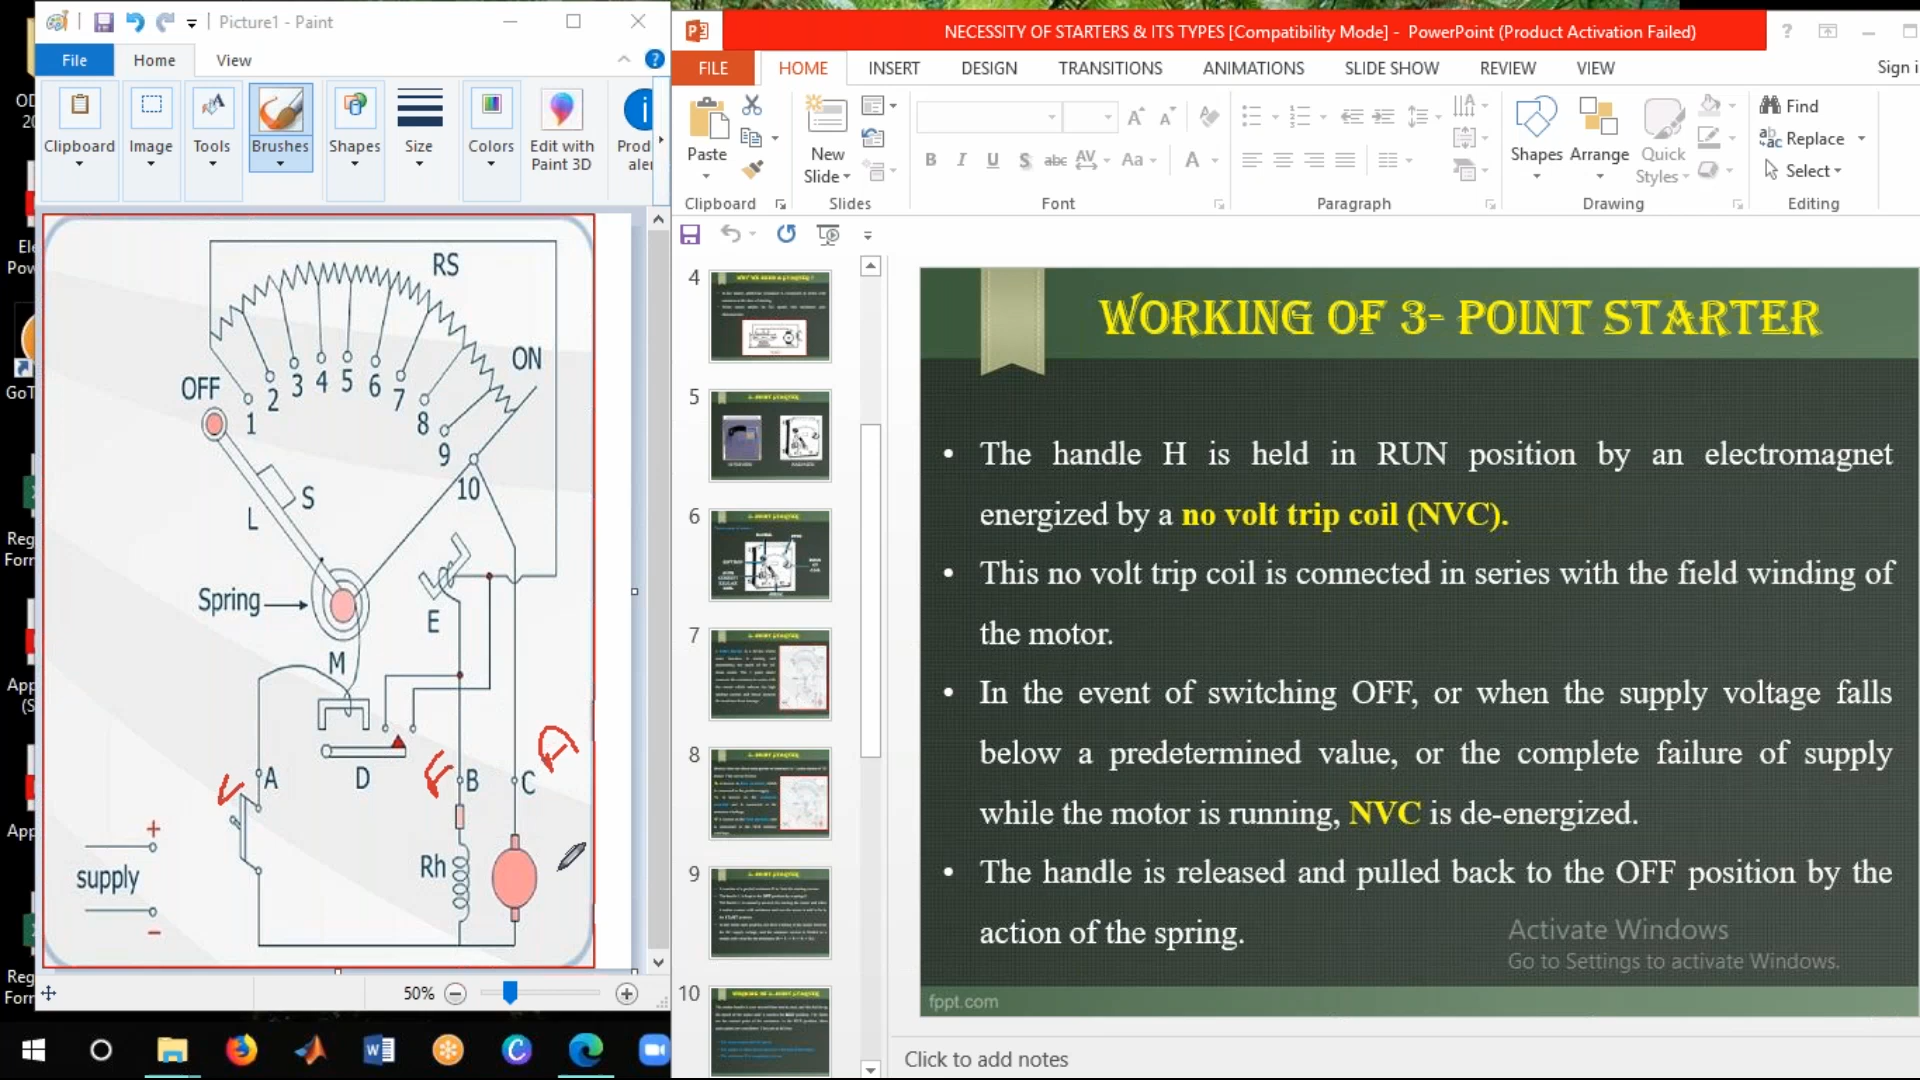 Picture1 - Paint
File
Home
View
Clipboard
Image
Tools
Brushes
Shapes
Size
Colors
Edit with
Paint 3D
Prod
aler
RS
ON
OFF
1
2
3
4
5
6
7
8
9
10
S
L
Spring
E
M
A
D
B
C
L
F
A
+
supply
−
Rh
50%
NECESSITY OF STARTERS & ITS TYPES [Compatibility Mode] - PowerPoint (Product Activation Failed)
FILE
HOME
INSERT
DESIGN
TRANSITIONS
ANIMATIONS
SLIDE SHOW
REVIEW
VIEW
Sign i
Paste
New
Slide
Shapes
Arrange
Quick
Styles
Find
Replace
Select
Clipboard
Slides
Font
Paragraph
Drawing
Editing
4
5
6
7
8
9
10
WORKING OF 3- POINT STARTER
• The handle H is held in RUN position by an electromagnet
energized by a no volt trip coil (NVC).
• This no volt trip coil is connected in series with the field winding of
the motor.
• In the event of switching OFF, or when the supply voltage falls
below a predetermined value, or the complete failure of supply
while the motor is running, NVC is de-energized.
• The handle is released and pulled back to the OFF position by the
action of the spring.
Activate Windows
Go to Settings to activate Windows.
fppt.com
Click to add notes